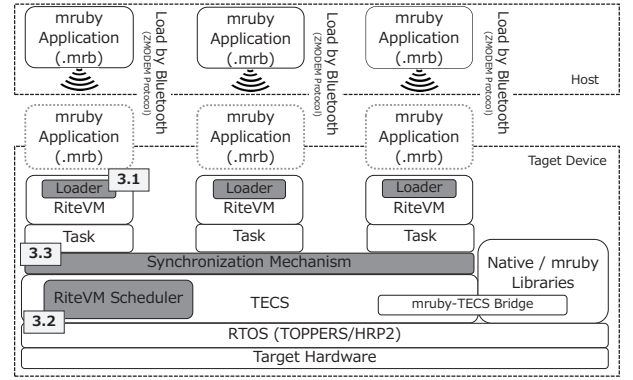 mruby
Application
(.mrb)
Load by Bluetooth
(ZMODEM Protocol)
mruby
Application
(.mrb)
Load by Bluetooth
(ZMODEM Protocol)
mruby
Application
(.mrb)
Load by Bluetooth
(ZMODEM Protocol)
Host
mruby
Application
(.mrb)
mruby
Application
(.mrb)
mruby
Application
(.mrb)
Taget Device
3.1
Loader
RiteVM
Loader
RiteVM
Loader
RiteVM
Task
Task
Task
3.3
Synchronization Mechanism
Native / mruby
Libraries
RiteVM Scheduler
TECS
mruby-TECS Bridge
3.2
RTOS (TOPPERS/HRP2)
Target Hardware